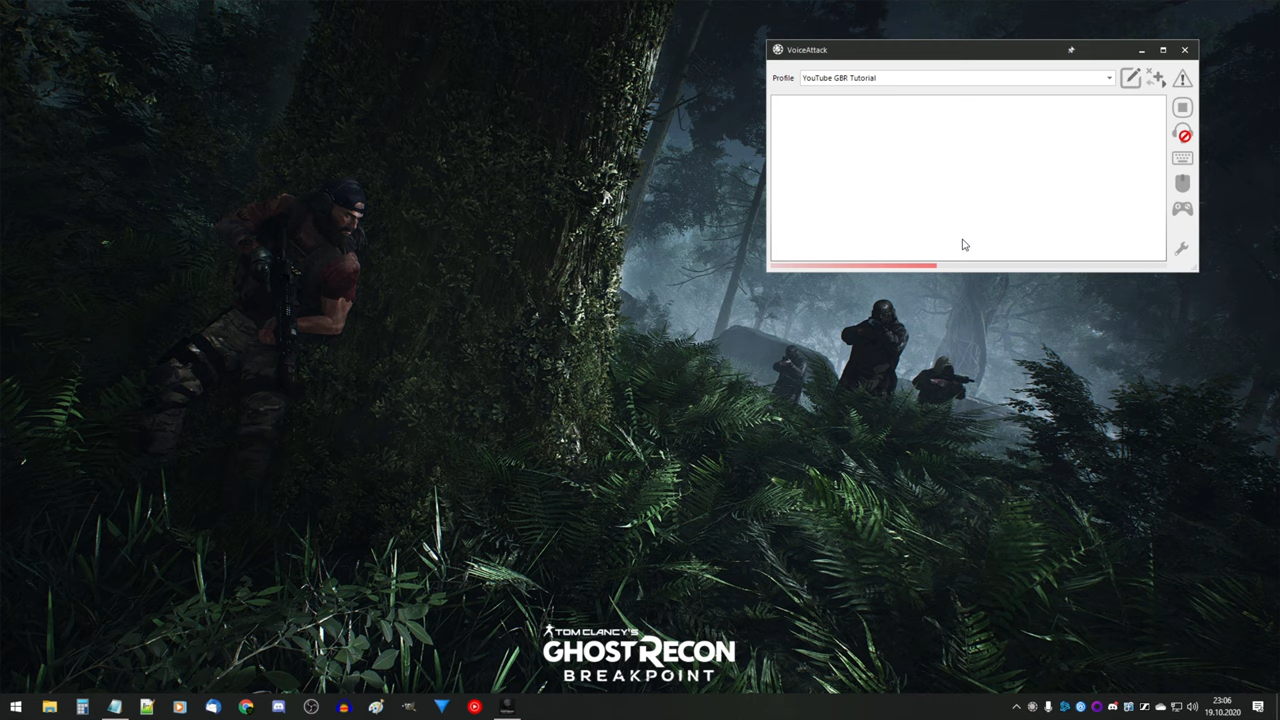 VoiceAttack
Profile
YouTube GBR Tutorial
TOM CLANCY'S
GHOST RECON
BREAKPOINT
23:06
19.10.2020